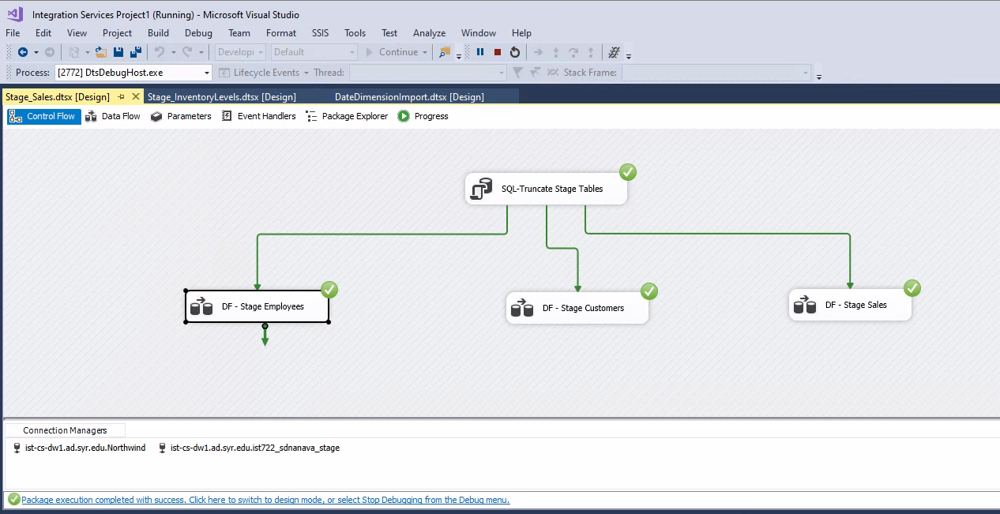 Integration Services Project1 (Running) - Microsoft Visual Studio
File Edit View Project Build Debug Team Format SSIS Tools Test Analyze Window Help
Develop Default Continue
Process: [2772] DtsDebugHost.exe Lifecycle Events Thread: Stack Frame:
Stage_Sales.dtsx [Design] Stage_InventoryLevels.dtsx [Design] DateDimensionImport.dtsx [Design]
Control Flow Data Flow Parameters Event Handlers Package Explorer Progress
SQL-Truncate Stage Tables
DF - Stage Employees DF - Stage Customers DF - Stage Sales
Connection Managers
ist-cs-dw1.ad.syr.edu.Northwind ist-cs-dw1.ad.syr.edu.ist722_sdnanava_stage
Package execution completed with success. Click here to switch to design mode, or select Stop Debugging from the Debug menu.